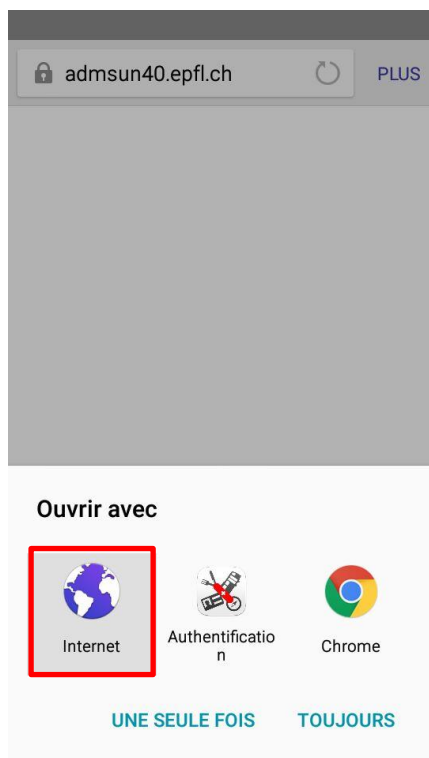 admsun40.epfl.ch
PLUS
Ouvrir avec
Internet
Authentificatio
n
Chrome
UNE SEULE FOIS
TOUJOURS